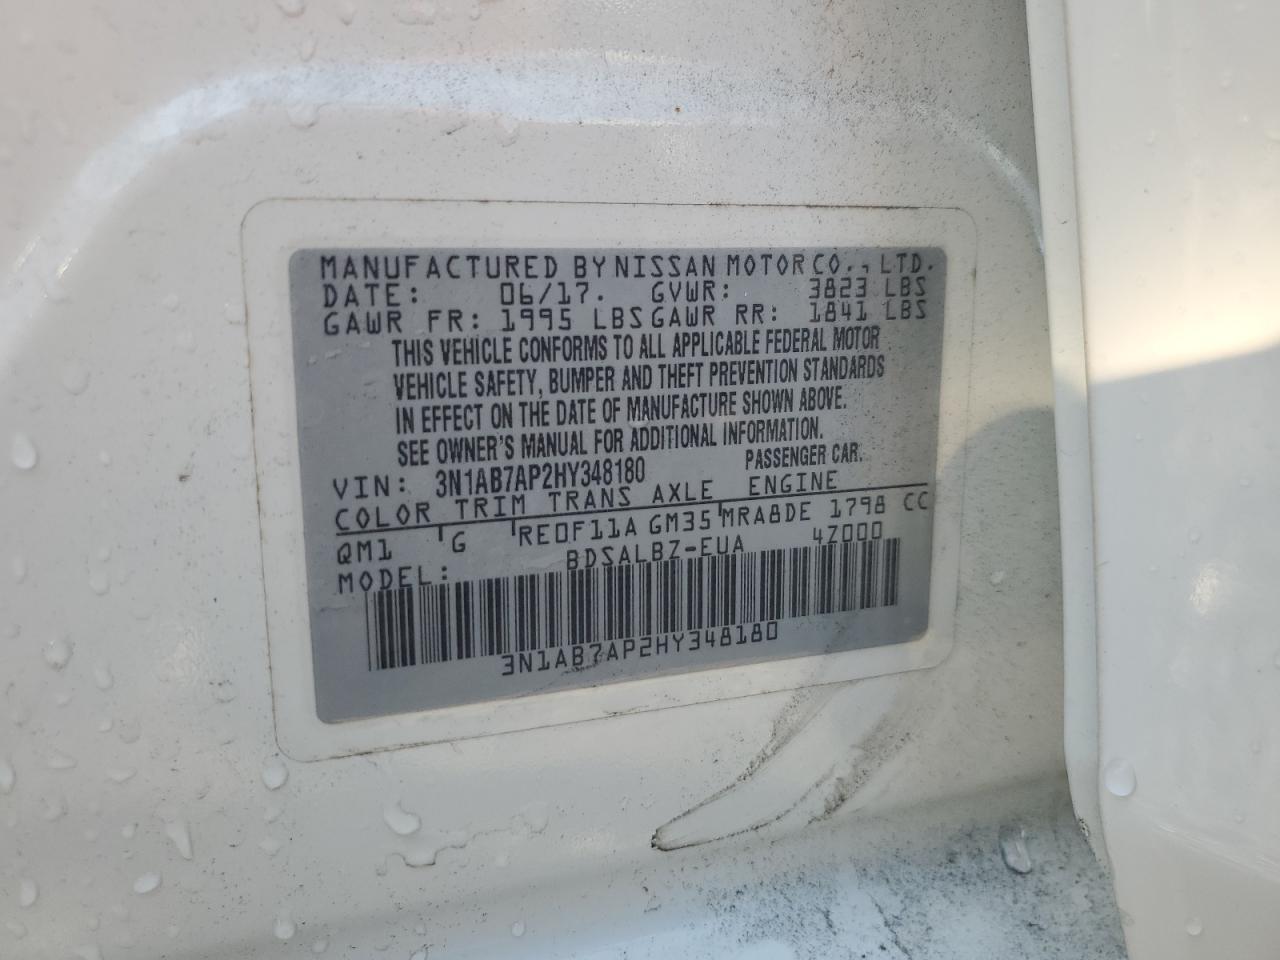 MANUFACTURED BY NISSAN MOTOR CO., LTD.
DATE: 06/17. GVWR: 3823 LBS
GAWR FR: 1995 LBS GAWR RR: 1841 LBS
THIS VEHICLE CONFORMS TO ALL APPLICABLE FEDERAL MOTOR
VEHICLE SAFETY, BUMPER AND THEFT PREVENTION STANDARDS
IN EFFECT ON THE DATE OF MANUFACTURE SHOWN ABOVE.
SEE OWNER'S MANUAL FOR ADDITIONAL INFORMATION.
VIN: 3N1AB7AP2HY348180 PASSENGER CAR.
COLOR TRIM TRANS AXLE ENGINE
QM1 G RE0F11A GM35 MRA8DE 1798 CC
MODEL: BDSALBZ-EUA 4Z000
3N1AB7AP2HY348180